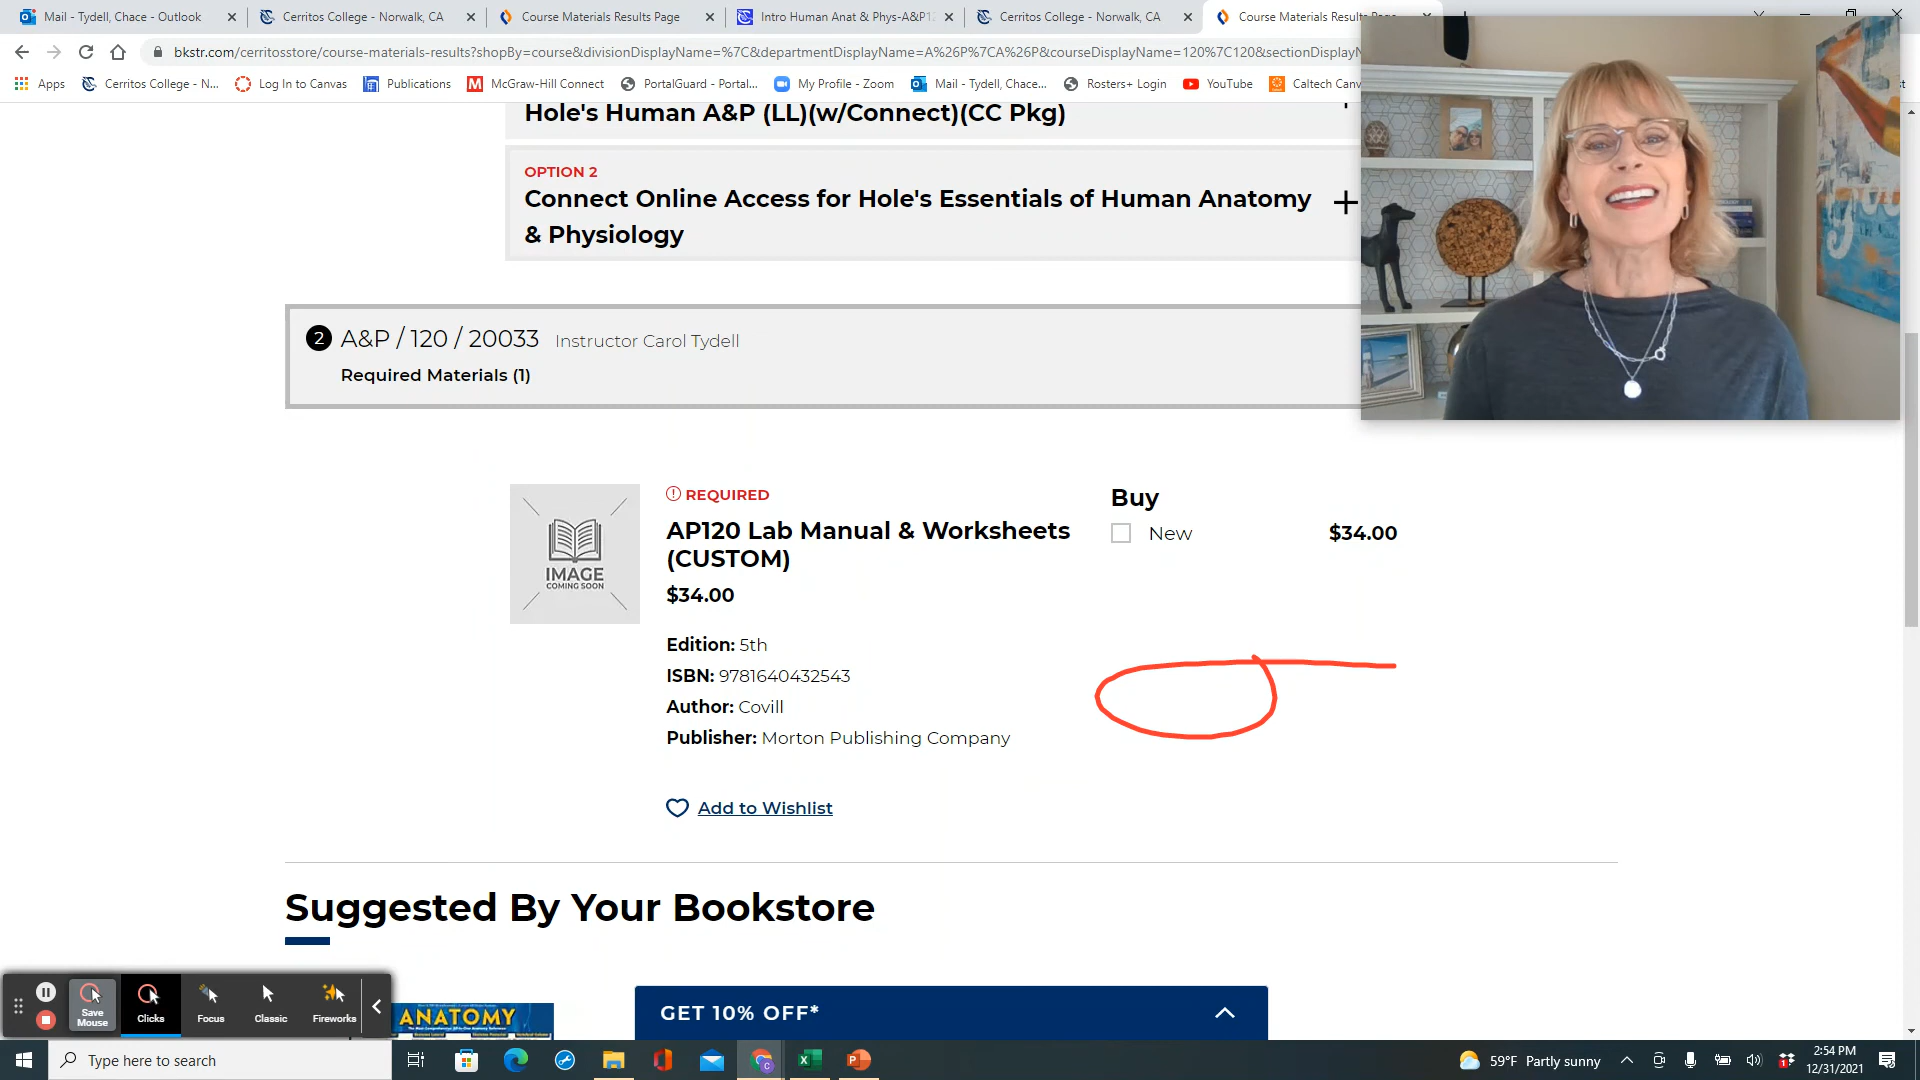 Mail - Tydell, Chace - Outlook
Cerritos College - Norwalk, CA
Course Materials Results Page
Intro Human Anat & Phys-A&P12
Cerritos College - Norwalk, CA
Course Materials Results Page
bkstr.com/cerritosstore/course-materials-results?shopBy=course&divisionDisplayName=%7C&departmentDisplayName=A%26P%7CA%26P&courseDisplayName=120%7C120&sectionDisplayN
Apps
Cerritos College - N...
Log In to Canvas
Publications
McGraw-Hill Connect
PortalGuard - Portal...
My Profile - Zoom
Mail - Tydell, Chace...
Rosters+ Login
YouTube
Caltech Canv
Hole's Human A&P (LL)(w/Connect)(CC Pkg)
OPTION 2
Connect Online Access for Hole's Essentials of Human Anatomy
& Physiology
2 A&P / 120 / 20033 Instructor Carol Tydell
Required Materials (1)
IMAGE
COMING SOON
REQUIRED
AP120 Lab Manual & Worksheets
(CUSTOM)
$34.00
Edition: 5th
ISBN: 9781640432543
Author: Covill
Publisher: Morton Publishing Company
Add to Wishlist
Buy
New $34.00
Suggested By Your Bookstore
ANATOMY
GET 10% OFF*
Save
Mouse
Clicks
Focus
Classic
Fireworks
Type here to search
59°F Partly sunny
2:54 PM
12/31/2021